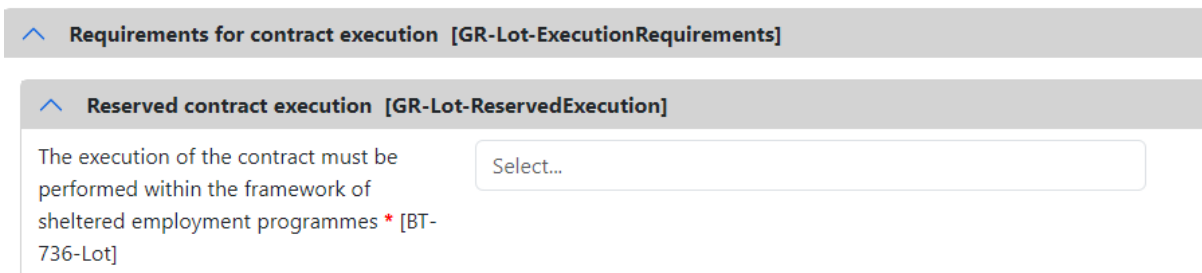 Requirements for contract execution [GR-Lot-ExecutionRequirements]
Reserved contract execution [GR-Lot-ReservedExecution]
The execution of the contract must be
performed within the framework of
sheltered employment programmes * [BT-
736-Lot]
Select...